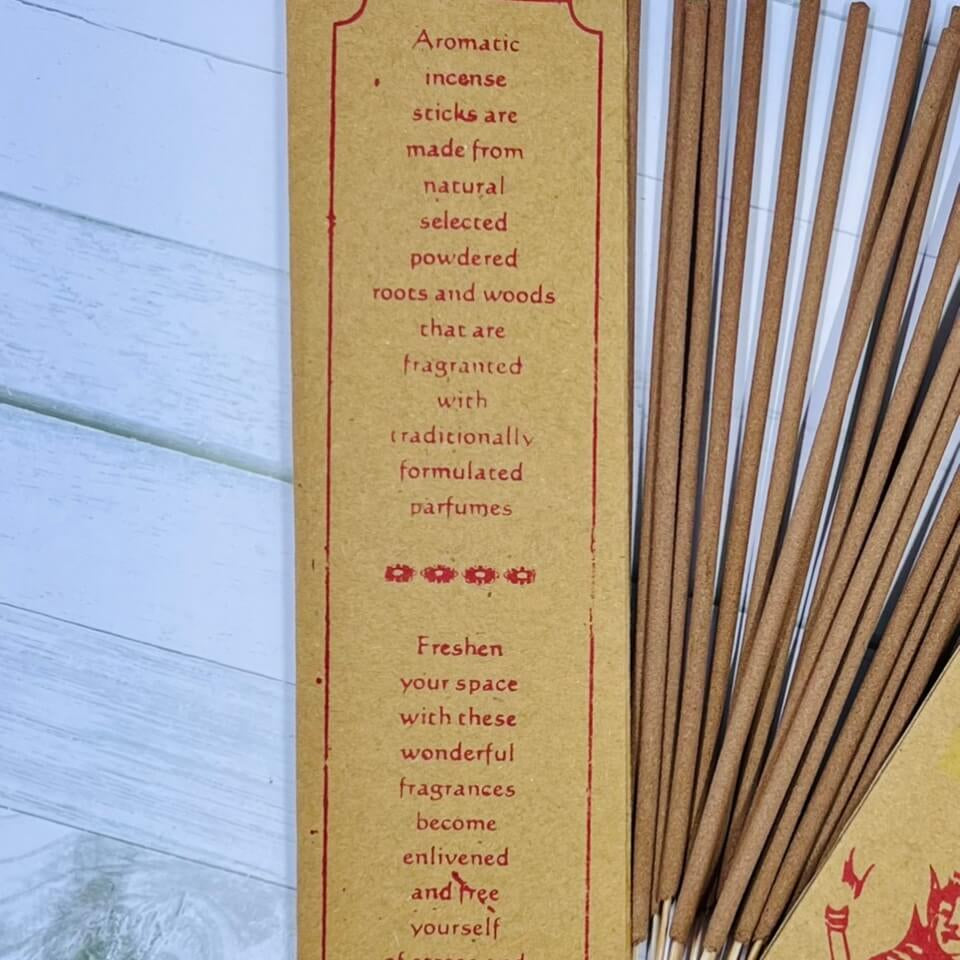 Aromatic
incense
sticks are
made from
natural
selected
powdered
roots and woods
that are
fragranted
with
traditionally
formulated
parfumes
Freshen
your space
with these
wonderful
fragrances
become
enlivened
and free
yourself